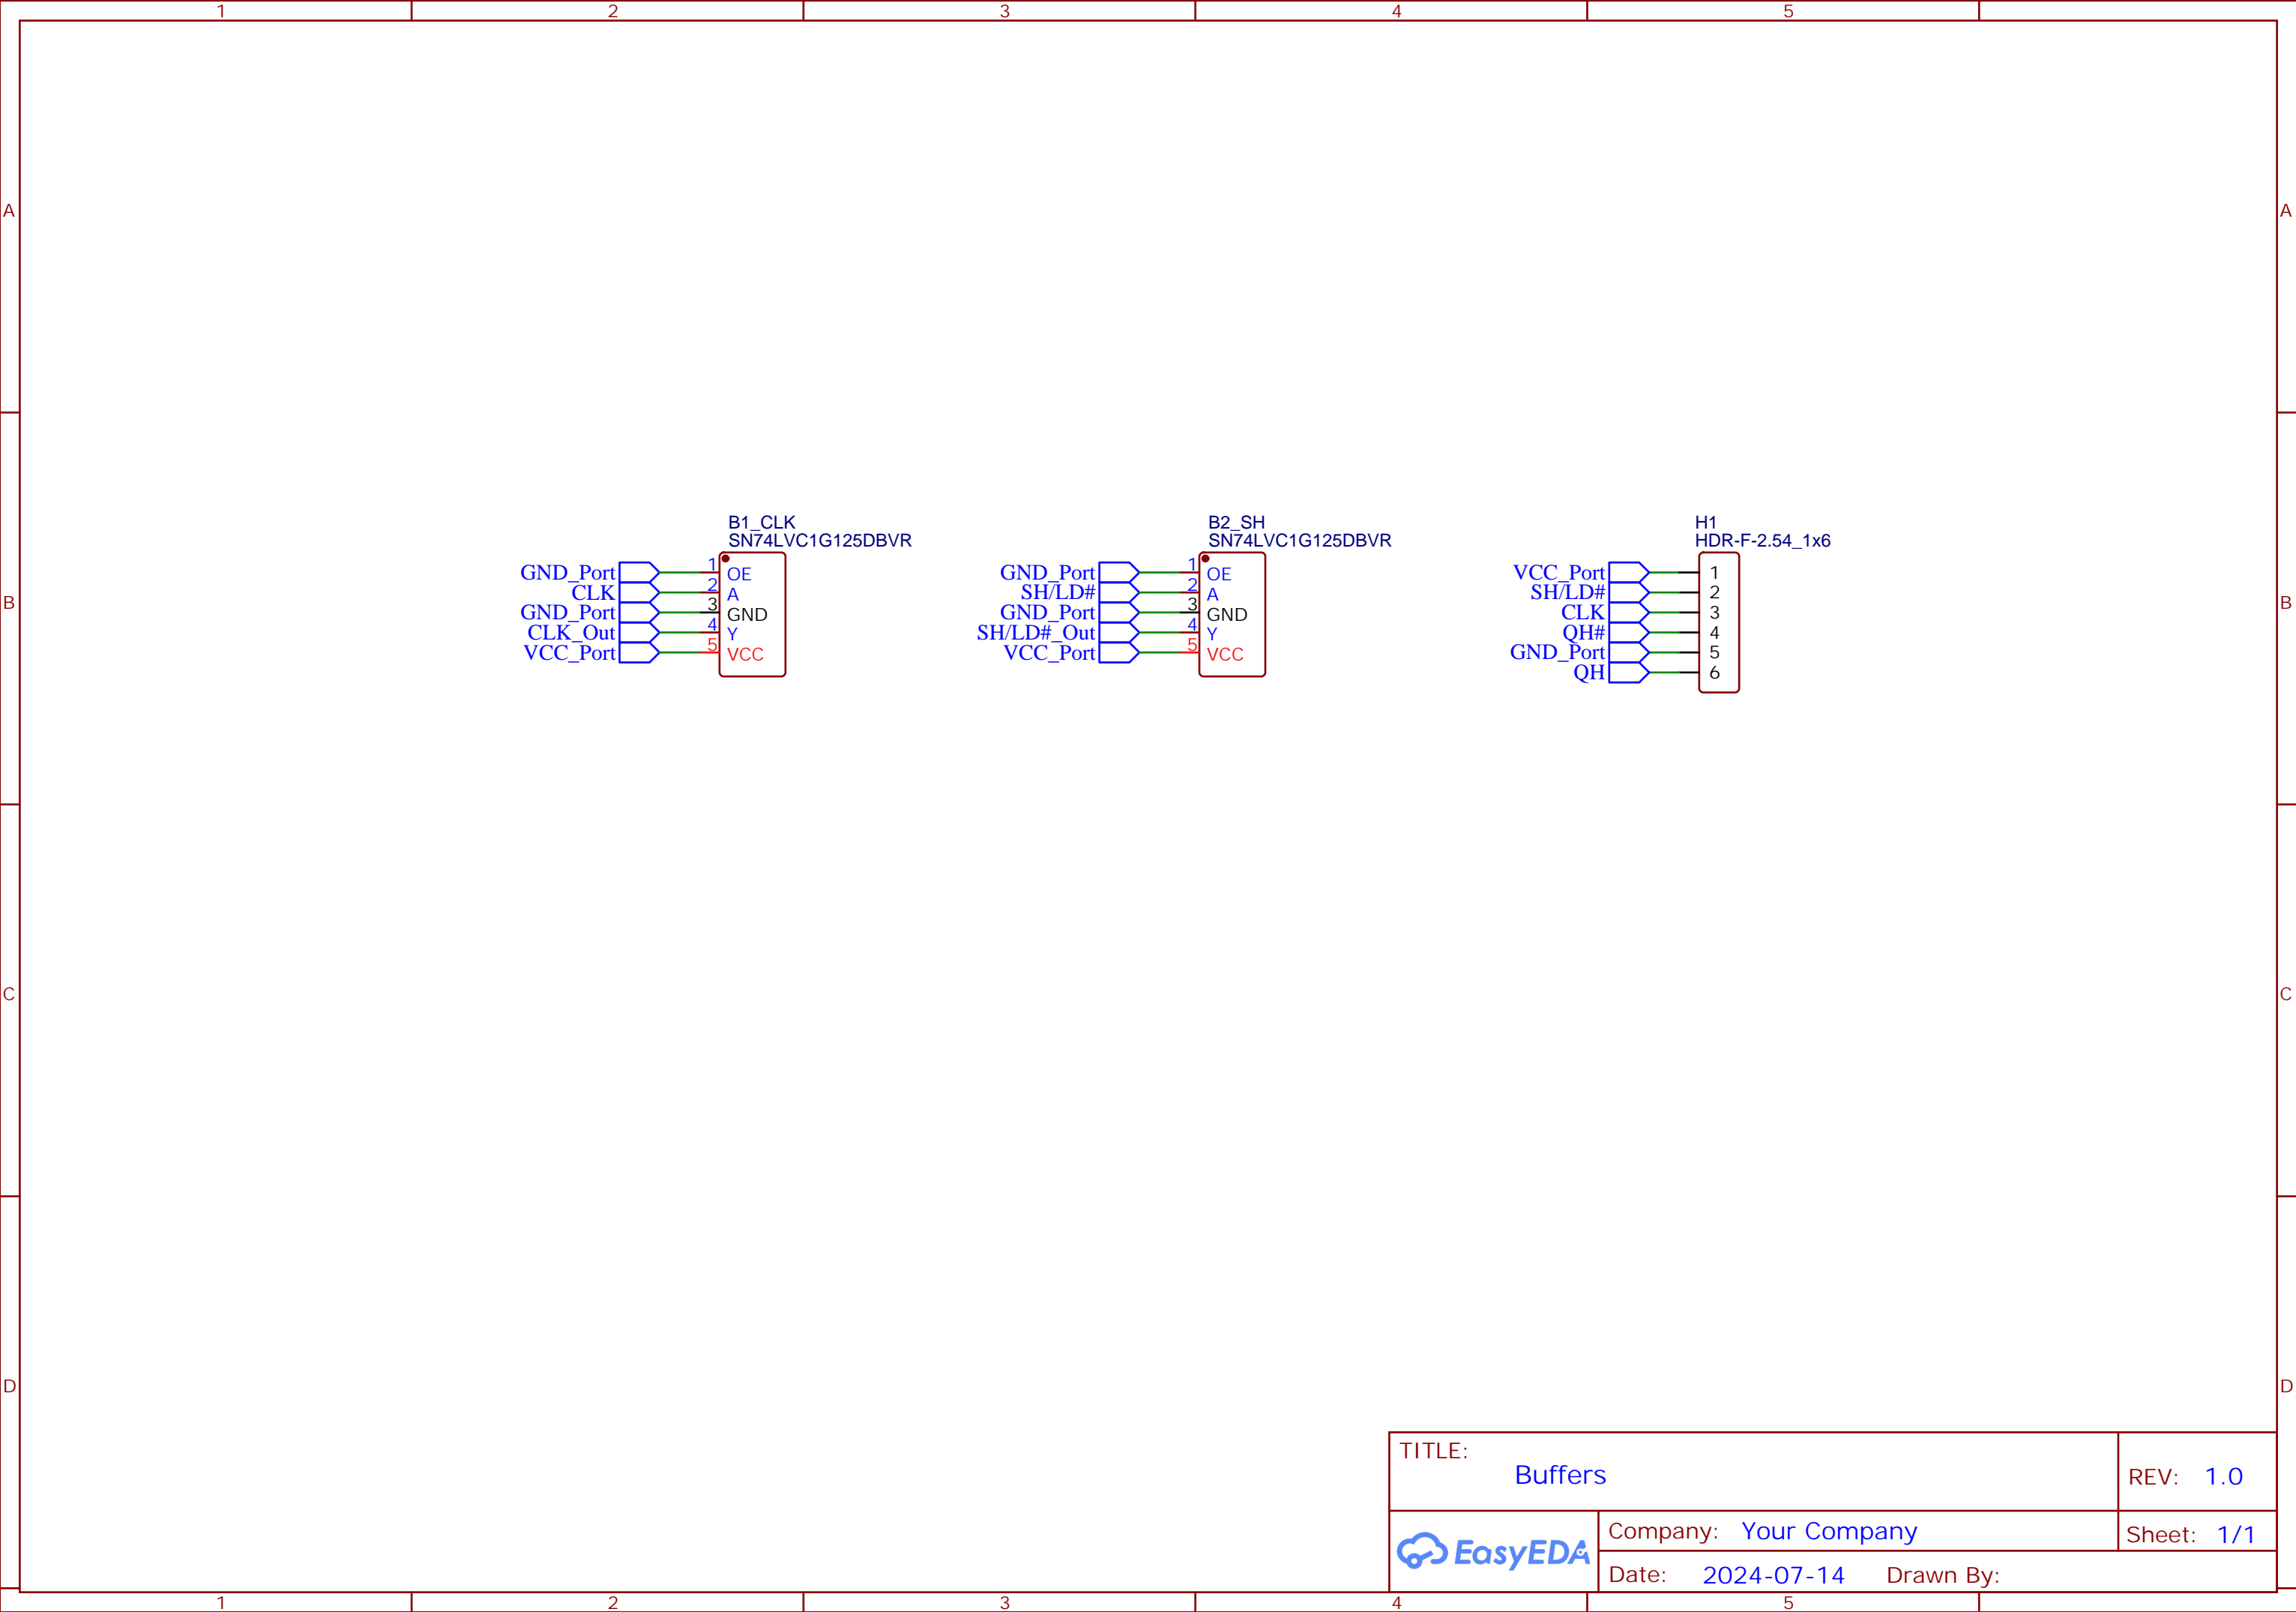 1 2 3 4 5
A A
B B
C C
D D
B1_CLK
SN74LVC1G125DBVR
GND_Port 1 OE
CLK 2 A
GND_Port 3 GND
CLK_Out 4 Y
VCC_Port 5 VCC
B2_SH
SN74LVC1G125DBVR
GND_Port 1 OE
SH/LD# 2 A
GND_Port 3 GND
SH/LD#_Out 4 Y
VCC_Port 5 VCC
H1
HDR-F-2.54_1x6
VCC_Port 1
SH/LD# 2
CLK 3
QH# 4
GND_Port 5
QH 6
TITLE:
Buffers
REV: 1.0
EasyEDA
Company: Your Company
Sheet: 1/1
Date: 2024-07-14 Drawn By:
1 2 3 4 5